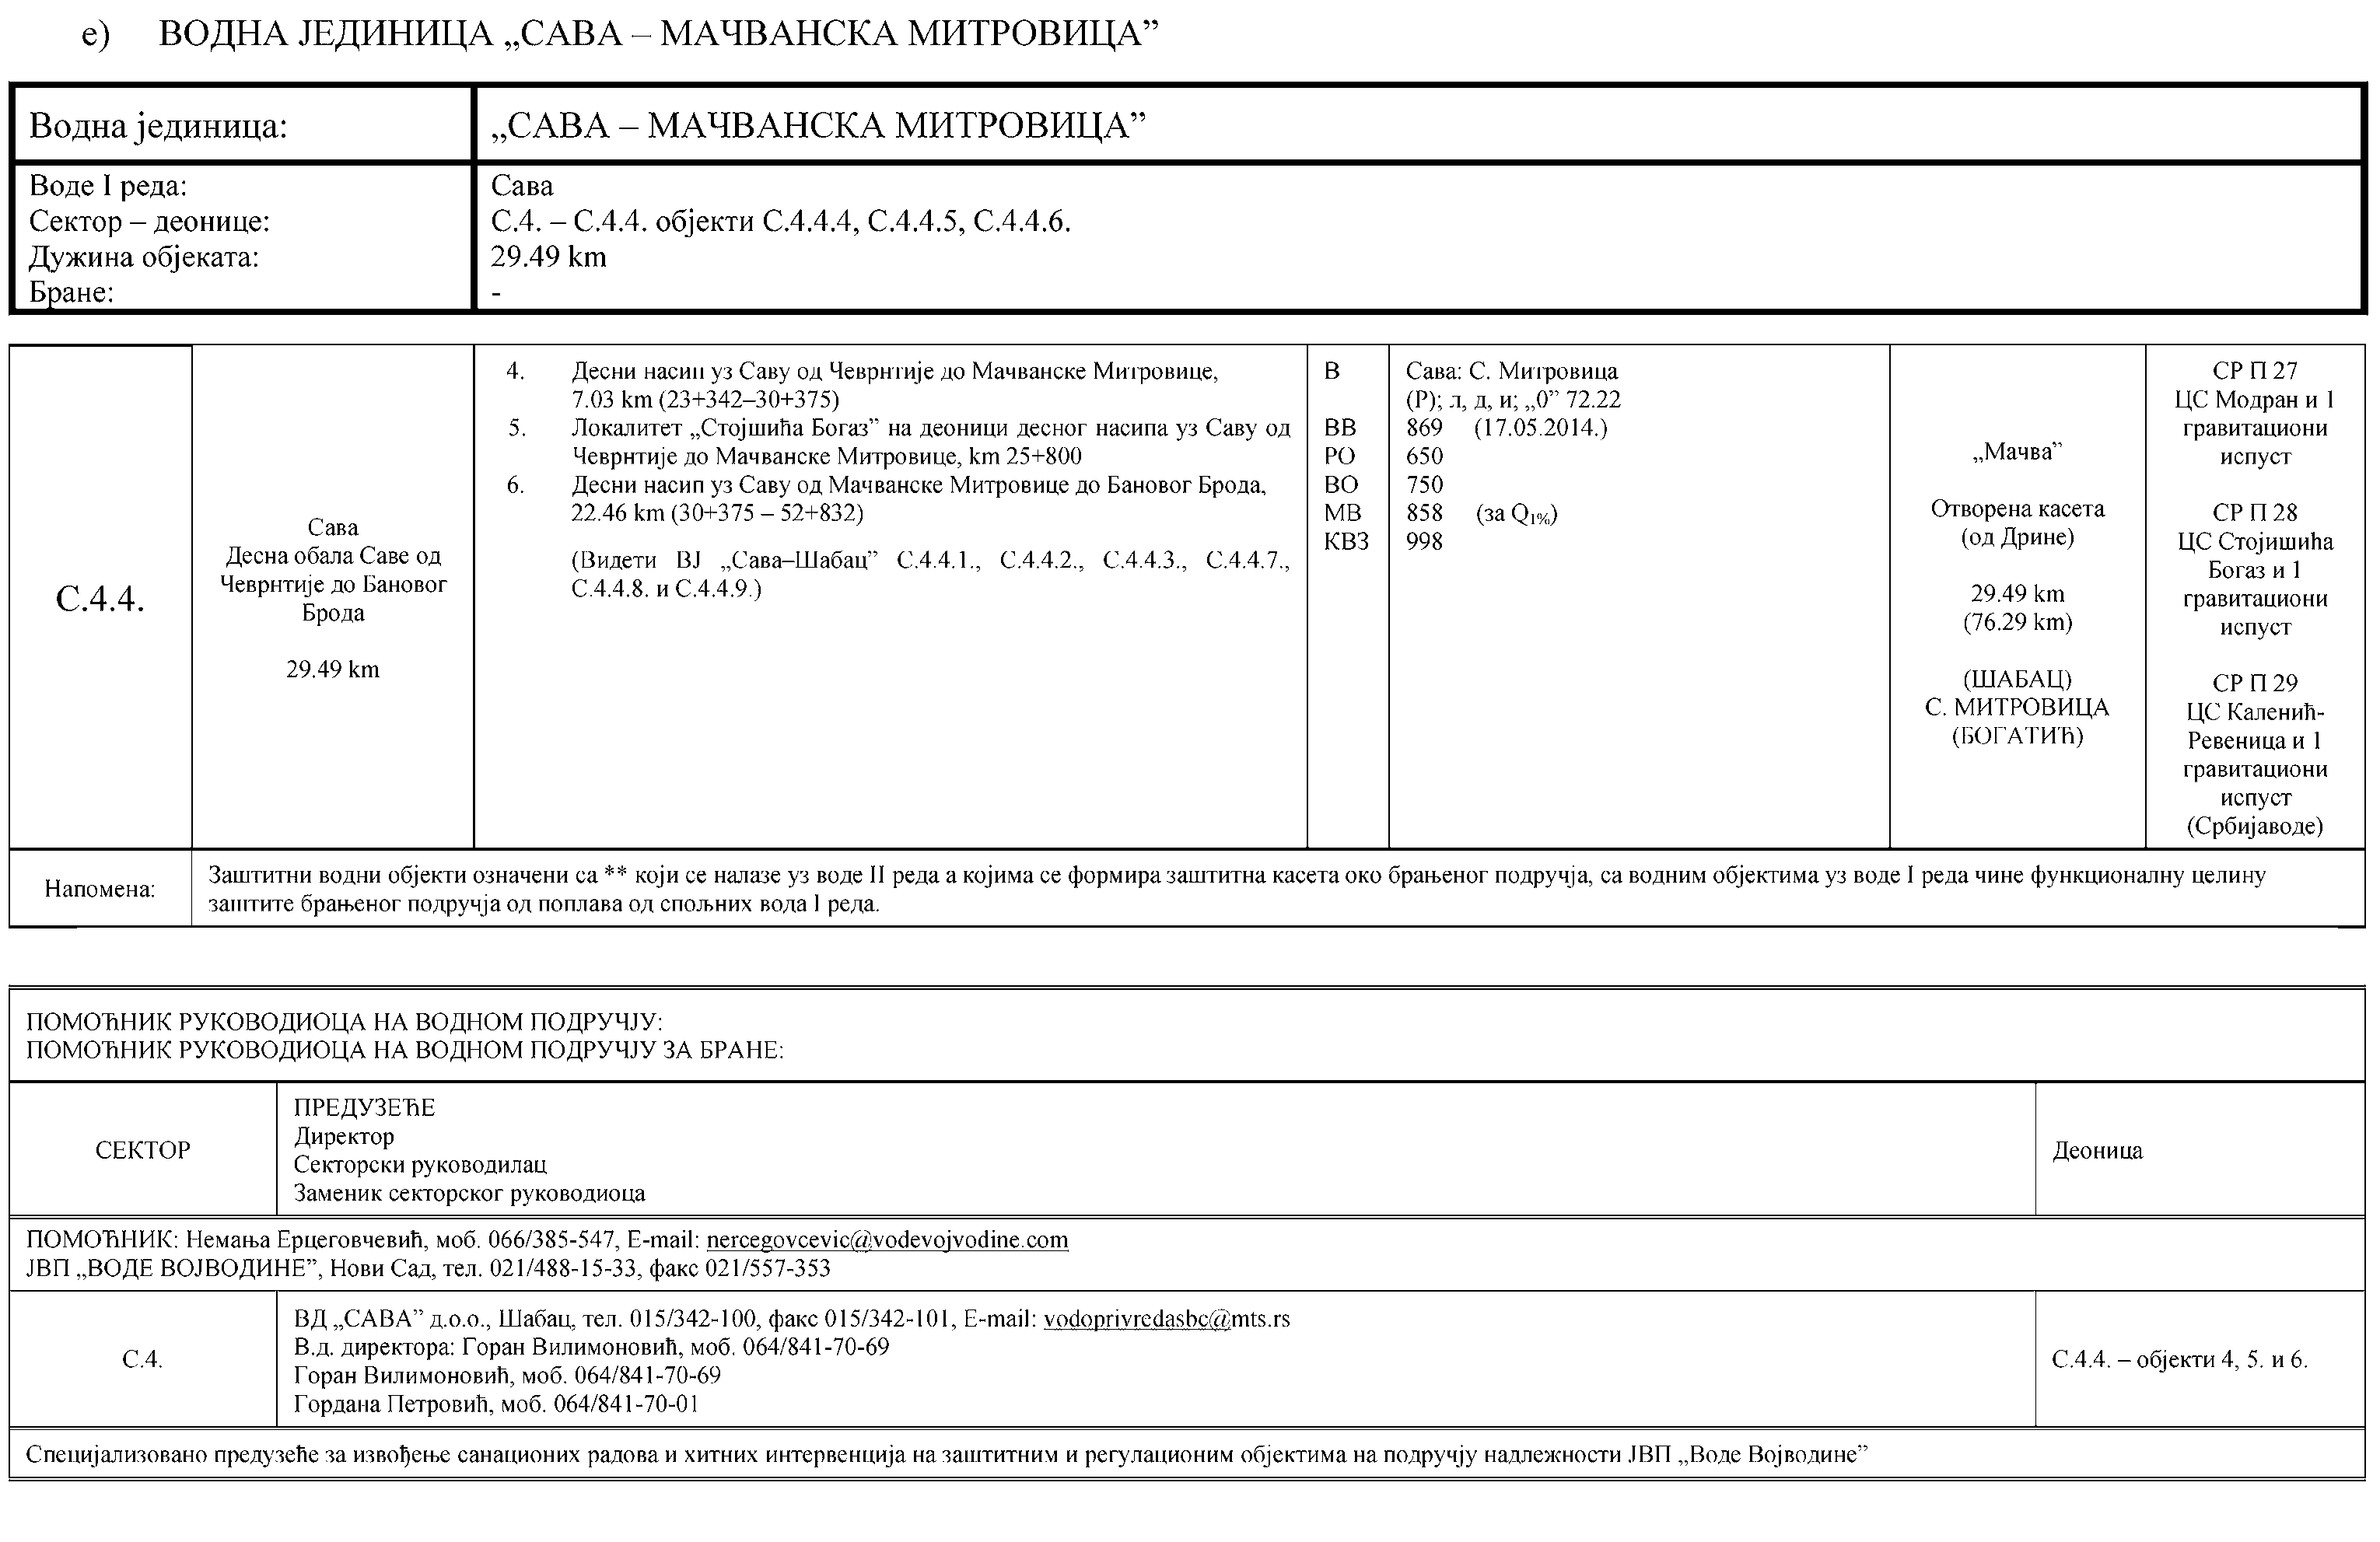 е) ВОДНА ЈЕДИНИЦА „САВА – МАЧВАНСКА МИТРОВИЦА”
Водна јединица: „САВА – МАЧВАНСКА МИТРОВИЦА”
Воде I реда: Сава
Сектор – деонице: С.4. – С.4.4. објекти С.4.4.4, С.4.4.5, С.4.4.6.
Дужина објеката: 29.49 km
Бране: -
С.4.4.
Сава
Десна обала Саве од
Чеврнтије до Бановог
Брода
29.49 km
4. Десни насип уз Саву од Чеврнтије до Мачванске Митровице,
7.03 km (23+342–30+375)
5. Локалитет „Стојшића Богаз” на деоници десног насипа уз Саву од
Чеврнтије до Мачванске Митровице, km 25+800
6. Десни насип уз Саву од Мачванске Митровице до Бановог Брода,
22.46 km (30+375 – 52+832)
(Видети ВЈ „Сава–Шабац” С.4.4.1., С.4.4.2., С.4.4.3., С.4.4.7.,
С.4.4.8. и С.4.4.9.)
В Сава: С. Митровица
(Р); л, д, и; „0” 72.22
ВВ 869 (17.05.2014.)
РО 650
ВО 750
МВ 858 (за Q1%)
КВЗ 998
„Мачва”
Отворена касета
(од Дрине)
29.49 km
(76.29 km)
(ШАБАЦ)
С. МИТРОВИЦА
(БОГАТИЋ)
СР П 27
ЦС Модран и 1
гравитациони
испуст
СР П 28
ЦС Стојишића
Богаз и 1
гравитациони
испуст
СР П 29
ЦС Каленић-
Ревеница и 1
гравитациони
испуст
(Србијаводе)
Напомена:
Заштитни водни објекти означени са ** који се налазе уз воде II реда а којима се формира заштитна касета око брањеног подручја, са водним објектима уз воде I реда чине функционалну целину
заштите брањеног подручја од поплава од спољних вода I реда.
ПОМОЋНИК РУКОВОДИОЦА НА ВОДНОМ ПОДРУЧЈУ:
ПОМОЋНИК РУКОВОДИОЦА НА ВОДНОМ ПОДРУЧЈУ ЗА БРАНЕ:
СЕКТОР
ПРЕДУЗЕЋЕ
Директор
Секторски руководилац
Заменик секторског руководиоца
Деоница
ПОМОЋНИК: Немања Ерцеговчевић, моб. 066/385-547, E-mail: nercegovcevic@vodevojvodine.com
ЈВП „ВОДЕ ВОЈВОДИНЕ”, Нови Сад, тел. 021/488-15-33, факс 021/557-353
С.4.
ВД „САВА” д.о.о., Шабац, тел. 015/342-100, факс 015/342-101, E-mail: vodoprivredasbc@mts.rs
В.д. директора: Горан Вилимоновић, моб. 064/841-70-69
Горан Вилимоновић, моб. 064/841-70-69
Гордана Петровић, моб. 064/841-70-01
С.4.4. – објекти 4, 5. и 6.
Специјализовано предузеће за извођење санационих радова и хитних интервенција на заштитним и регулационим објектима на подручју надлежности ЈВП „Воде Војводине”